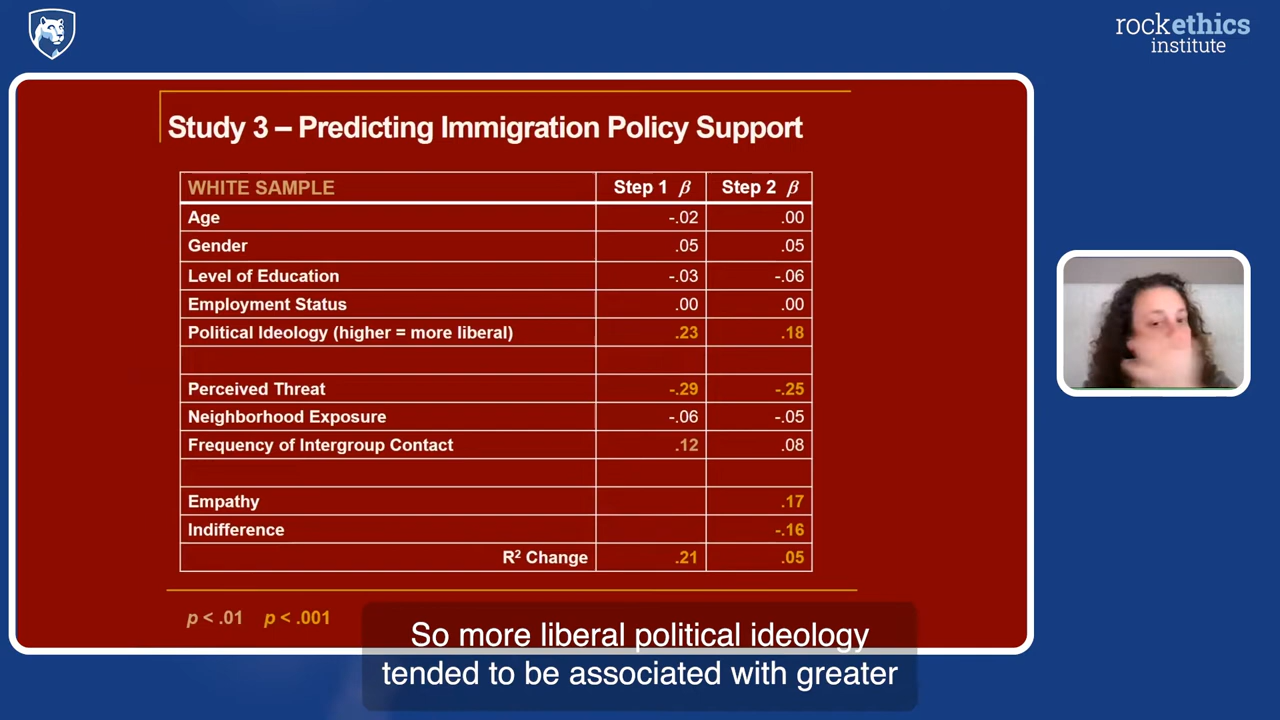 rockethics
institute
Study 3 – Predicting Immigration Policy Support
WHITE SAMPLE Step 1 β Step 2 β
Age -.02 .00
Gender .05 .05
Level of Education -.03 -.06
Employment Status .00 .00
Political Ideology (higher = more liberal) .23 .18
Perceived Threat -.29 -.25
Neighborhood Exposure -.06 -.05
Frequency of Intergroup Contact .12 .08
Empathy .17
Indifference -.16
R² Change .21 .05
p < .01 p < .001
So more liberal political ideology
tended to be associated with greater